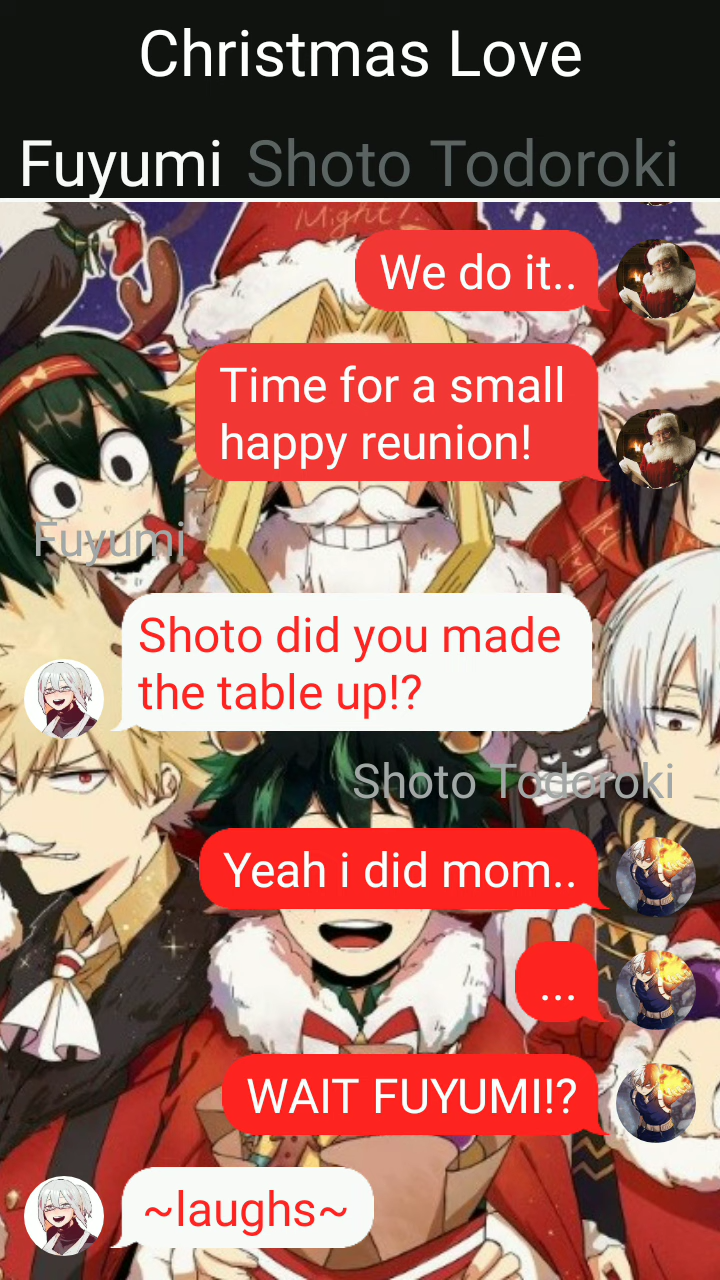 Christmas Love
Fuyumi Shoto Todoroki
Might!
We do it..
Time for a small
happy reunion!
Fuyumi
Shoto did you made
the table up!?
Shoto Todoroki
Yeah i did mom..
...
WAIT FUYUMI!?
~laughs~